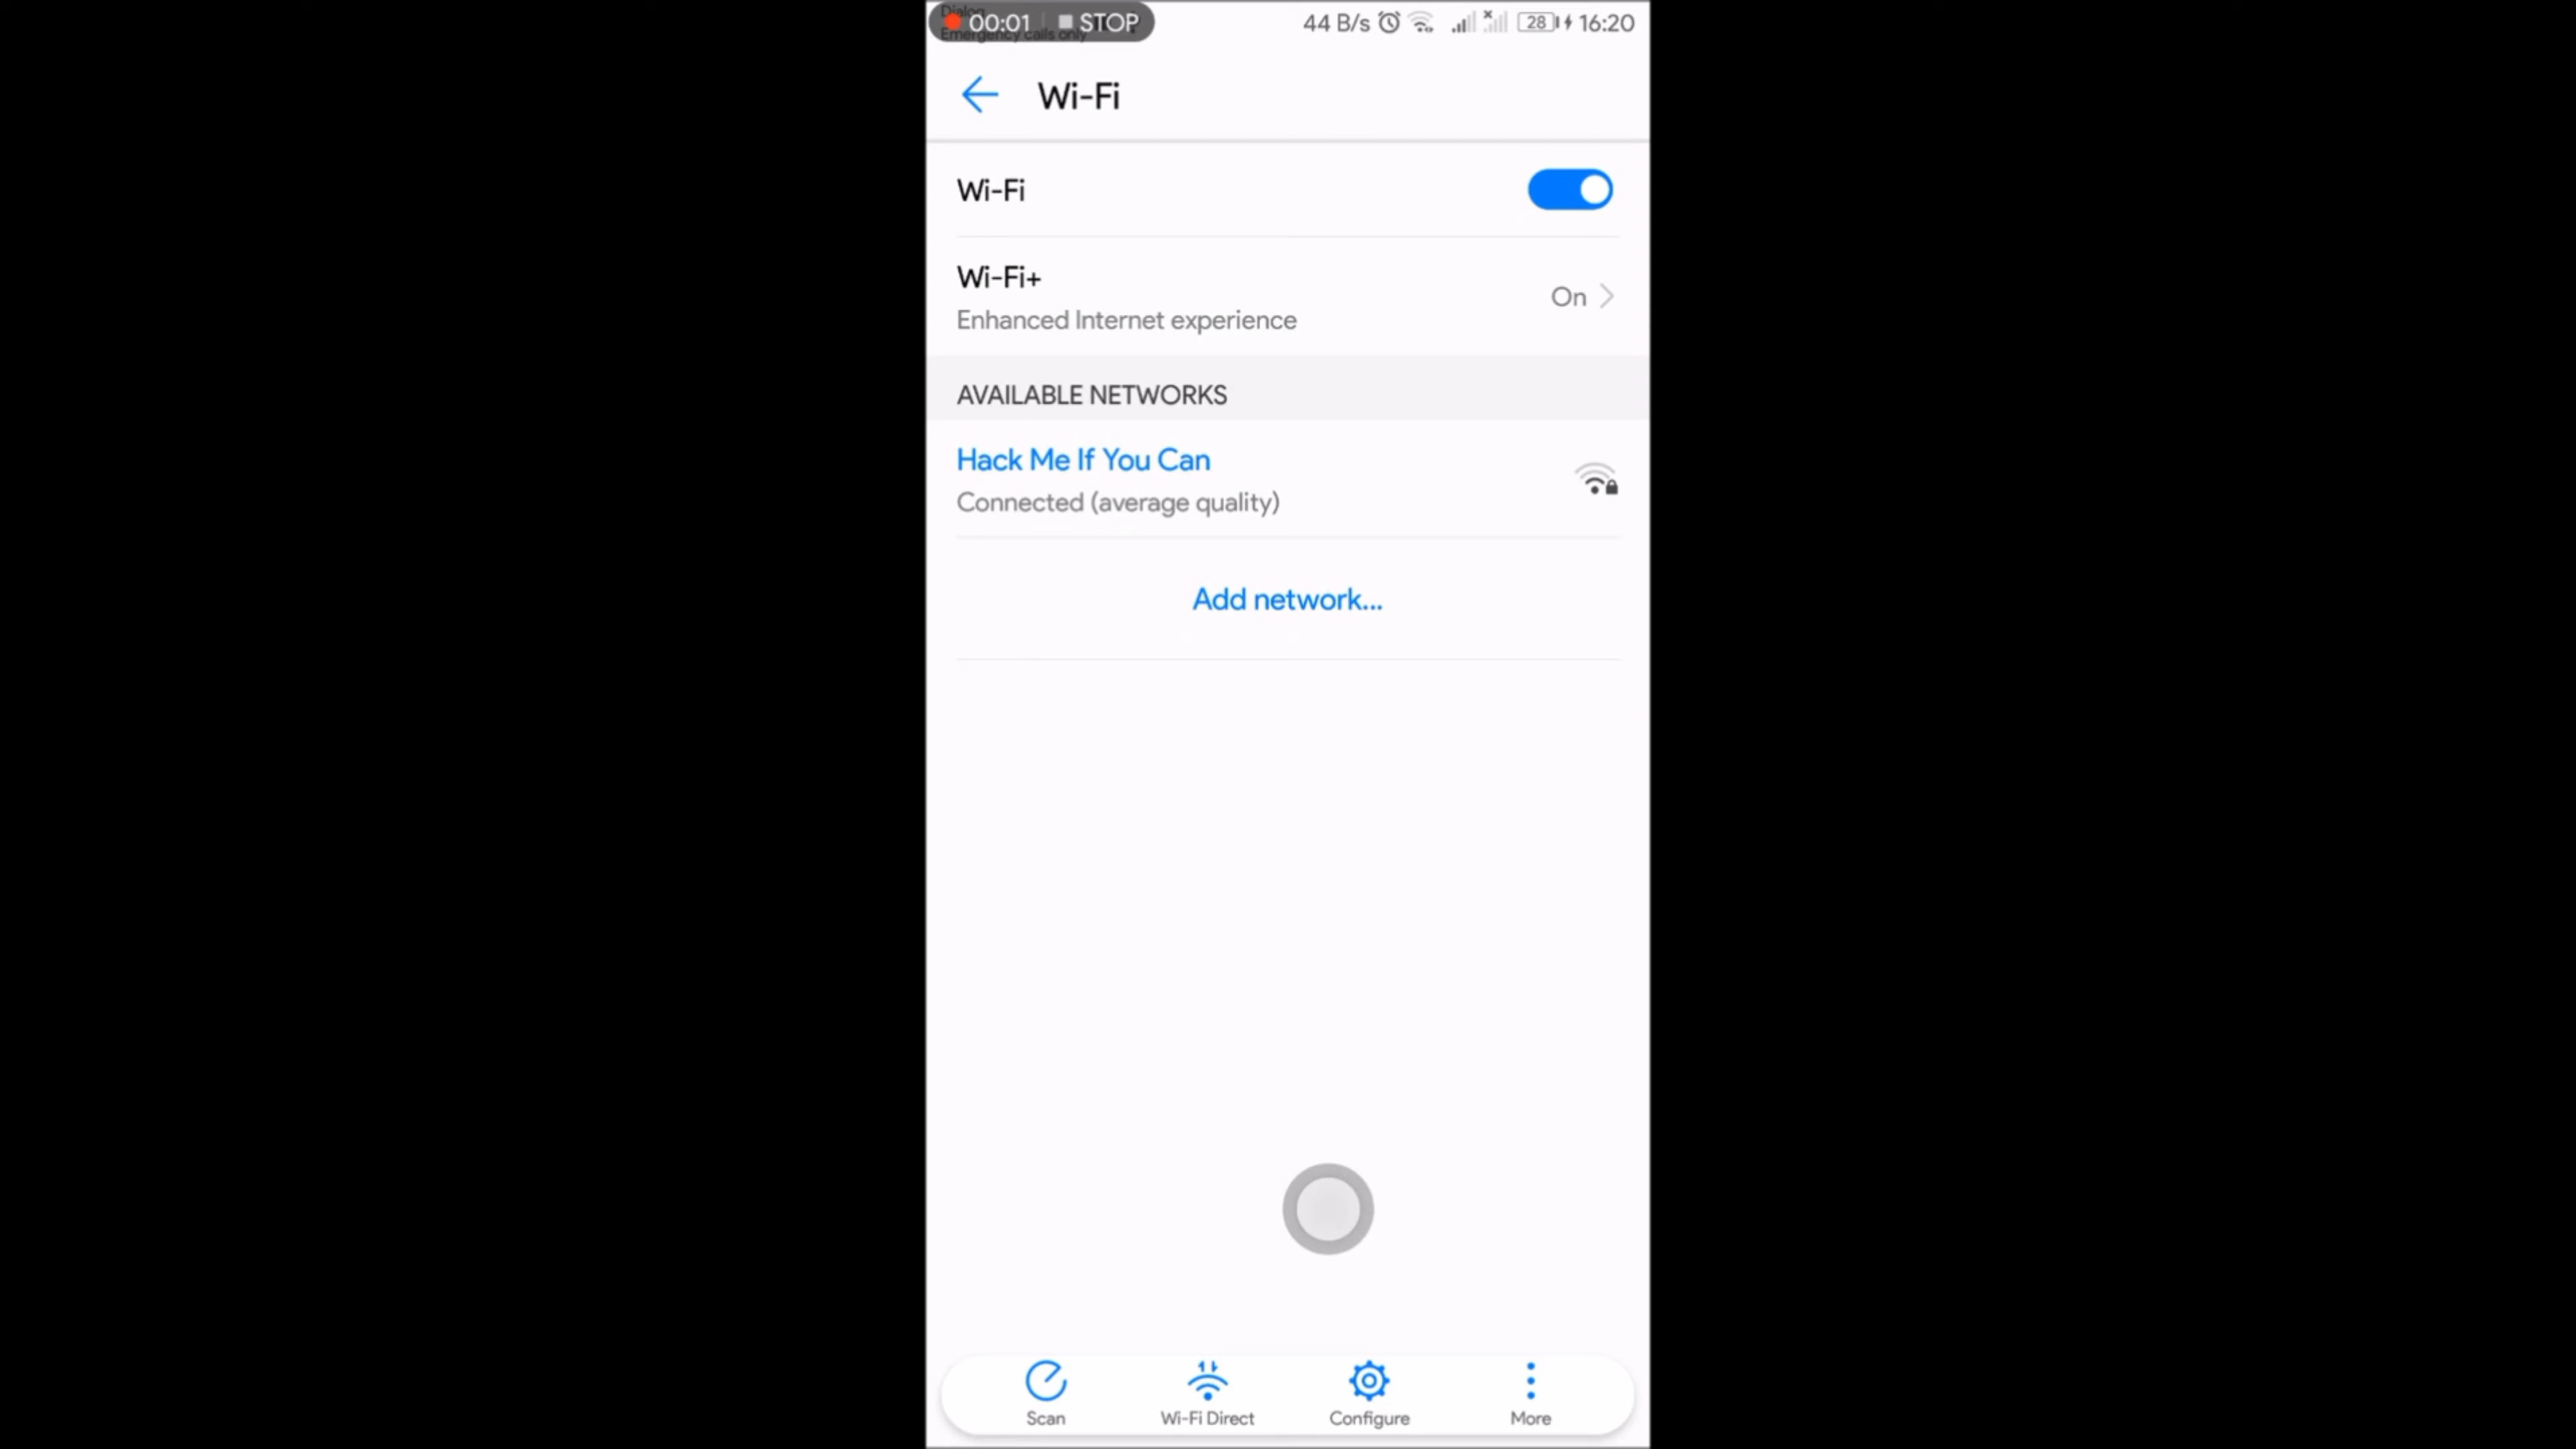 Dialog
Emergency calls only
00:01 STOP
44 B/s 28 16:20
Wi-Fi
Wi-Fi
Wi-Fi+
Enhanced Internet experience
On
AVAILABLE NETWORKS
Hack Me If You Can
Connected (average quality)
Add network...
Scan
Wi-Fi Direct
Configure
More